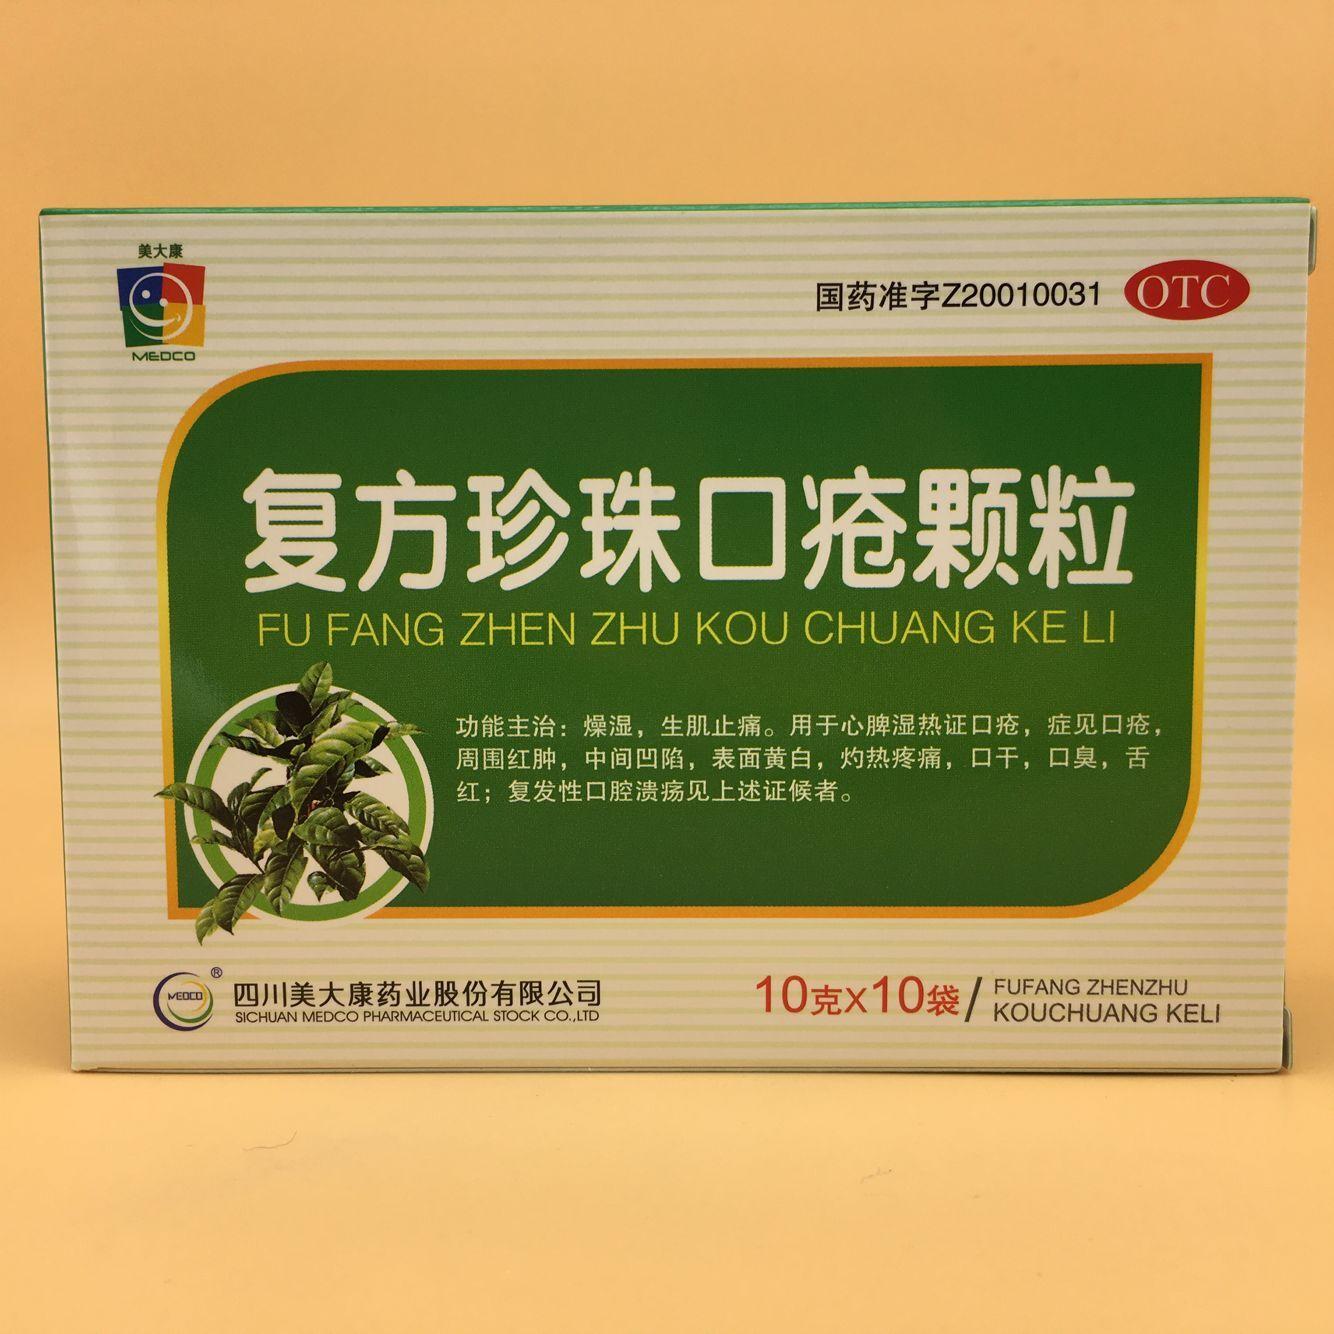 美大康
MEDCO
国药准字Z20010031 OTC
复方珍珠口疮颗粒
FU FANG ZHEN ZHU KOU CHUANG KE LI
功能主治：燥湿，生肌止痛。用于心脾湿热证口疮，症见口疮，
周围红肿，中间凹陷，表面黄白，灼热疼痛，口干，口臭，舌
红；复发性口腔溃疡见上述证候者。
MEDCO ®
四川美大康药业股份有限公司
SICHUAN MEDCO PHARMACEUTICAL STOCK CO.,LTD
10克x10袋/
FUFANG ZHENZHU
KOUCHUANG KELI